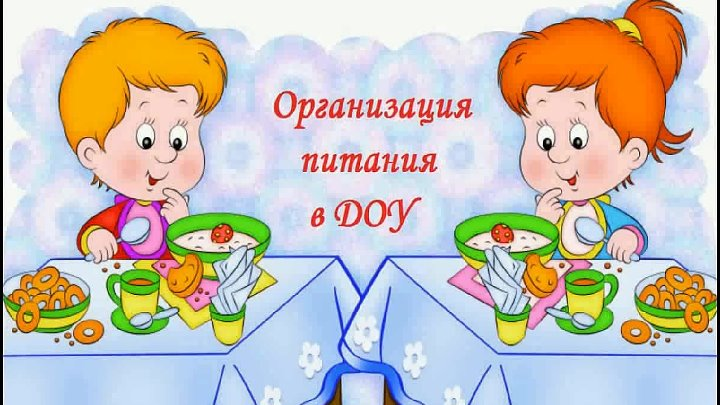 Организация
питания
в ДОУ